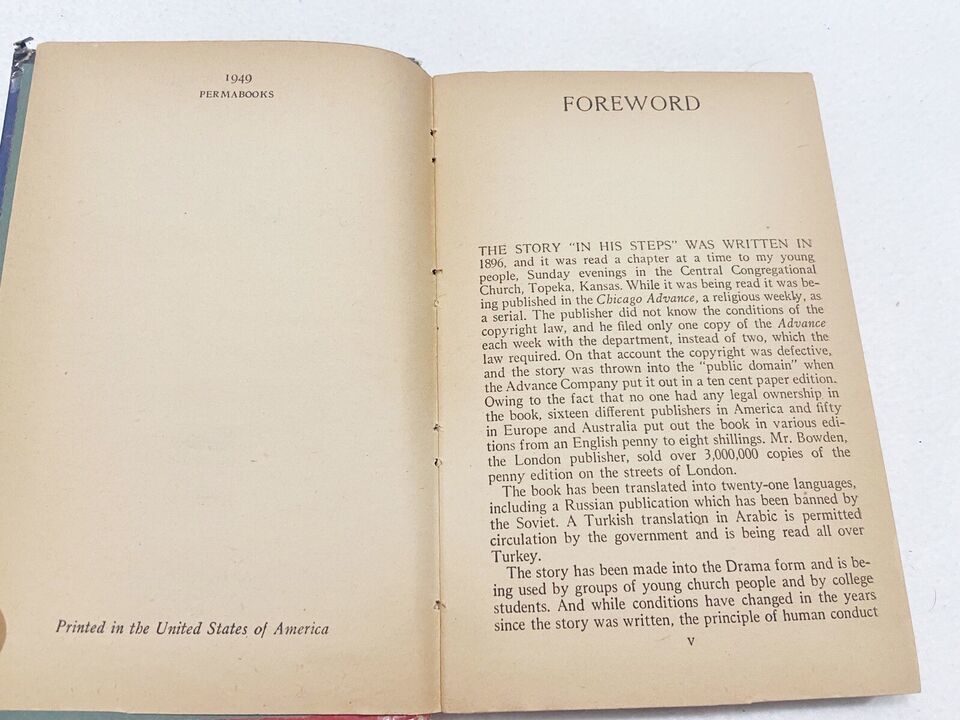 1949
PERMABOOKS
Printed in the United States of America
FOREWORD
THE STORY "IN HIS STEPS" WAS WRITTEN IN
1896, and it was read a chapter at a time to my young
people, Sunday evenings in the Central Congregational
Church, Topeka, Kansas. While it was being read it was be-
ing published in the Chicago Advance, a religious weekly, as
a serial. The publisher did not know the conditions of the
copyright law, and he filed only one copy of the Advance
each week with the department, instead of two, which the
law required. On that account the copyright was defective,
and the story was thrown into the "public domain" when
the Advance Company put it out in a ten cent paper edition.
Owing to the fact that no one had any legal ownership in
the book, sixteen different publishers in America and fifty
in Europe and Australia put out the book in various edi-
tions from an English penny to eight shillings. Mr. Bowden,
the London publisher, sold over 3,000,000 copies of the
penny edition on the streets of London.
The book has been translated into twenty-one languages,
including a Russian publication which has been banned by
the Soviet. A Turkish translation in Arabic is permitted
circulation by the government and is being read all over
Turkey.
The story has been made into the Drama form and is be-
ing used by groups of young church people and by college
students. And while conditions have changed in the years
since the story was written, the principle of human conduct
v